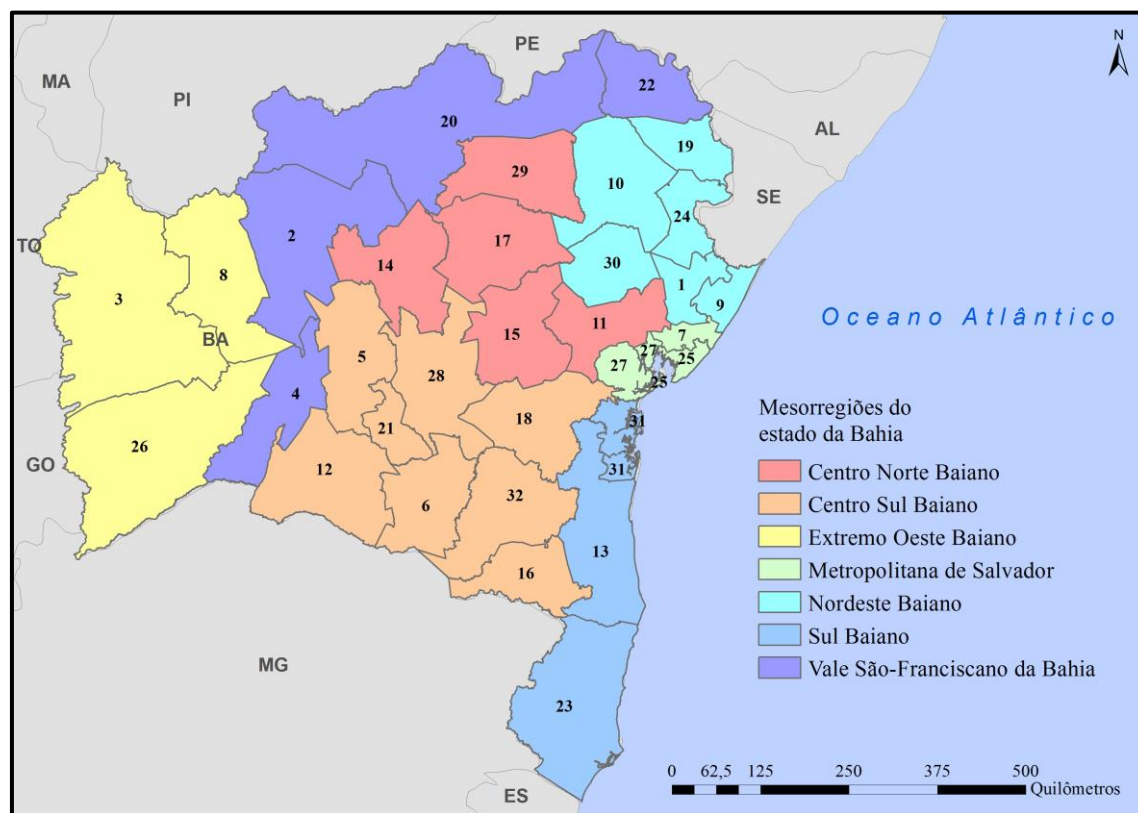 N
PE
MA
PI
22
20
AL
19
29
10
SE
24
2
17
TO
14
30
8
1
3
9
11
7
Oceano Atlântico
BA
15
27
27
25
5
28
25
4
Mesorregiões do
estado da Bahia
18
31
21
26
GO
12
31
Centro Norte Baiano
6
32
Centro Sul Baiano
Extremo Oeste Baiano
13
16
Metropolitana de Salvador
Nordeste Baiano
Sul Baiano
MG
Vale São-Franciscano da Bahia
23
0 62,5 125 250 375 500
Quilômetros
ES